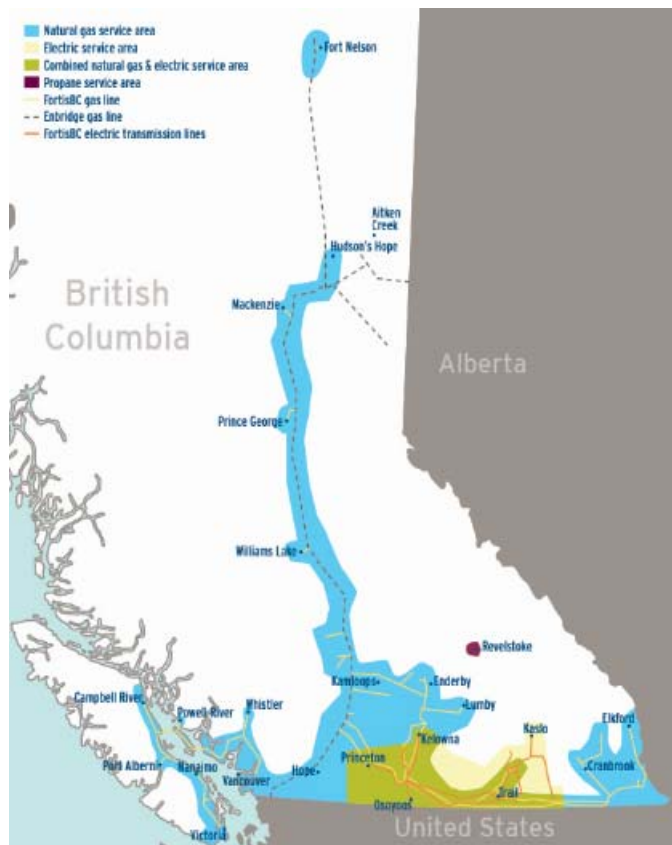 Natural gas service area
Electric service area
Combined natural gas & electric service area
Propane service area
FortisBC gas line
Enbridge gas line
FortisBC electric transmission lines
Fort Nelson
Aitken
Creek
Hudson's Hope
British
Columbia
Mackenzie
Alberta
Prince George
Williams Lake
Revelstoke
Kamloops
Enderby
Campbell River
Powell River
Whistler
Lumby
Elkford
Kelowna
Kaslo
Port Alberni
Nanaimo
Vancouver
Hope
Princeton
Cranbrook
Trail
Osoyoos
Victoria
United States